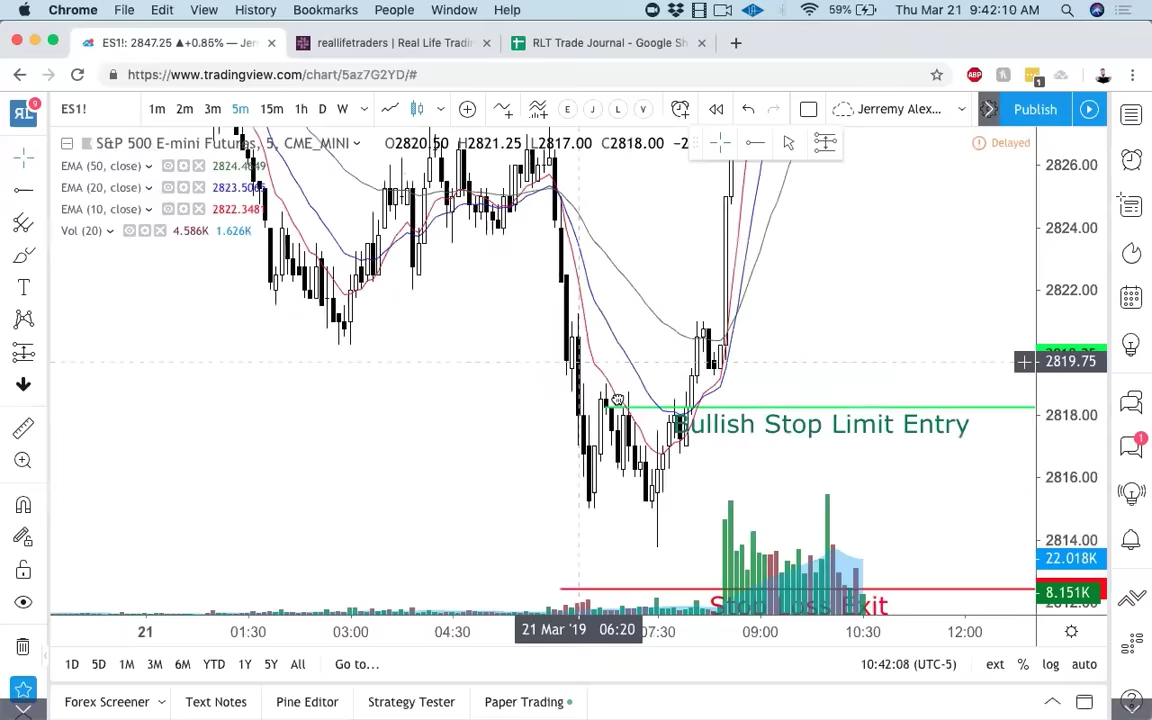 Chrome File Edit View History Bookmarks People Window Help 59% Thu Mar 21 9:42:10 AM
ES1!: 2847.25 ▲+0.85% — Jer reallifetraders | Real Life Tradi RLT Trade Journal - Google Sh
https://www.tradingview.com/chart/5az7G2YD/#
ABP 1
9
ES1! 1m 2m 3m 5m 15m 1h D W E J L V Jerremy Alex... Publish
S&P 500 E-mini Futures, 5, CME_MINI O2820.50 H2821.25 L2817.00 C2818.00 −2
Delayed
EMA (50, close)
EMA (20, close)
EMA (10, close) 2822.348
Vol (20) 4.586K 1.626K
2826.00
2824.00
2822.00
2819.75
2818.00
Bullish Stop Limit Entry
1
2816.00
2814.00
22.018K
8.151K
Stop Loss Exit
21 01:30 03:00 04:30 21 Mar '19 06:20 07:30 09:00 10:30 12:00
1D 5D 1M 3M 6M YTD 1Y 5Y All Go to... 10:42:08 (UTC-5) ext % log auto
Forex Screener Text Notes Pine Editor Strategy Tester Paper Trading